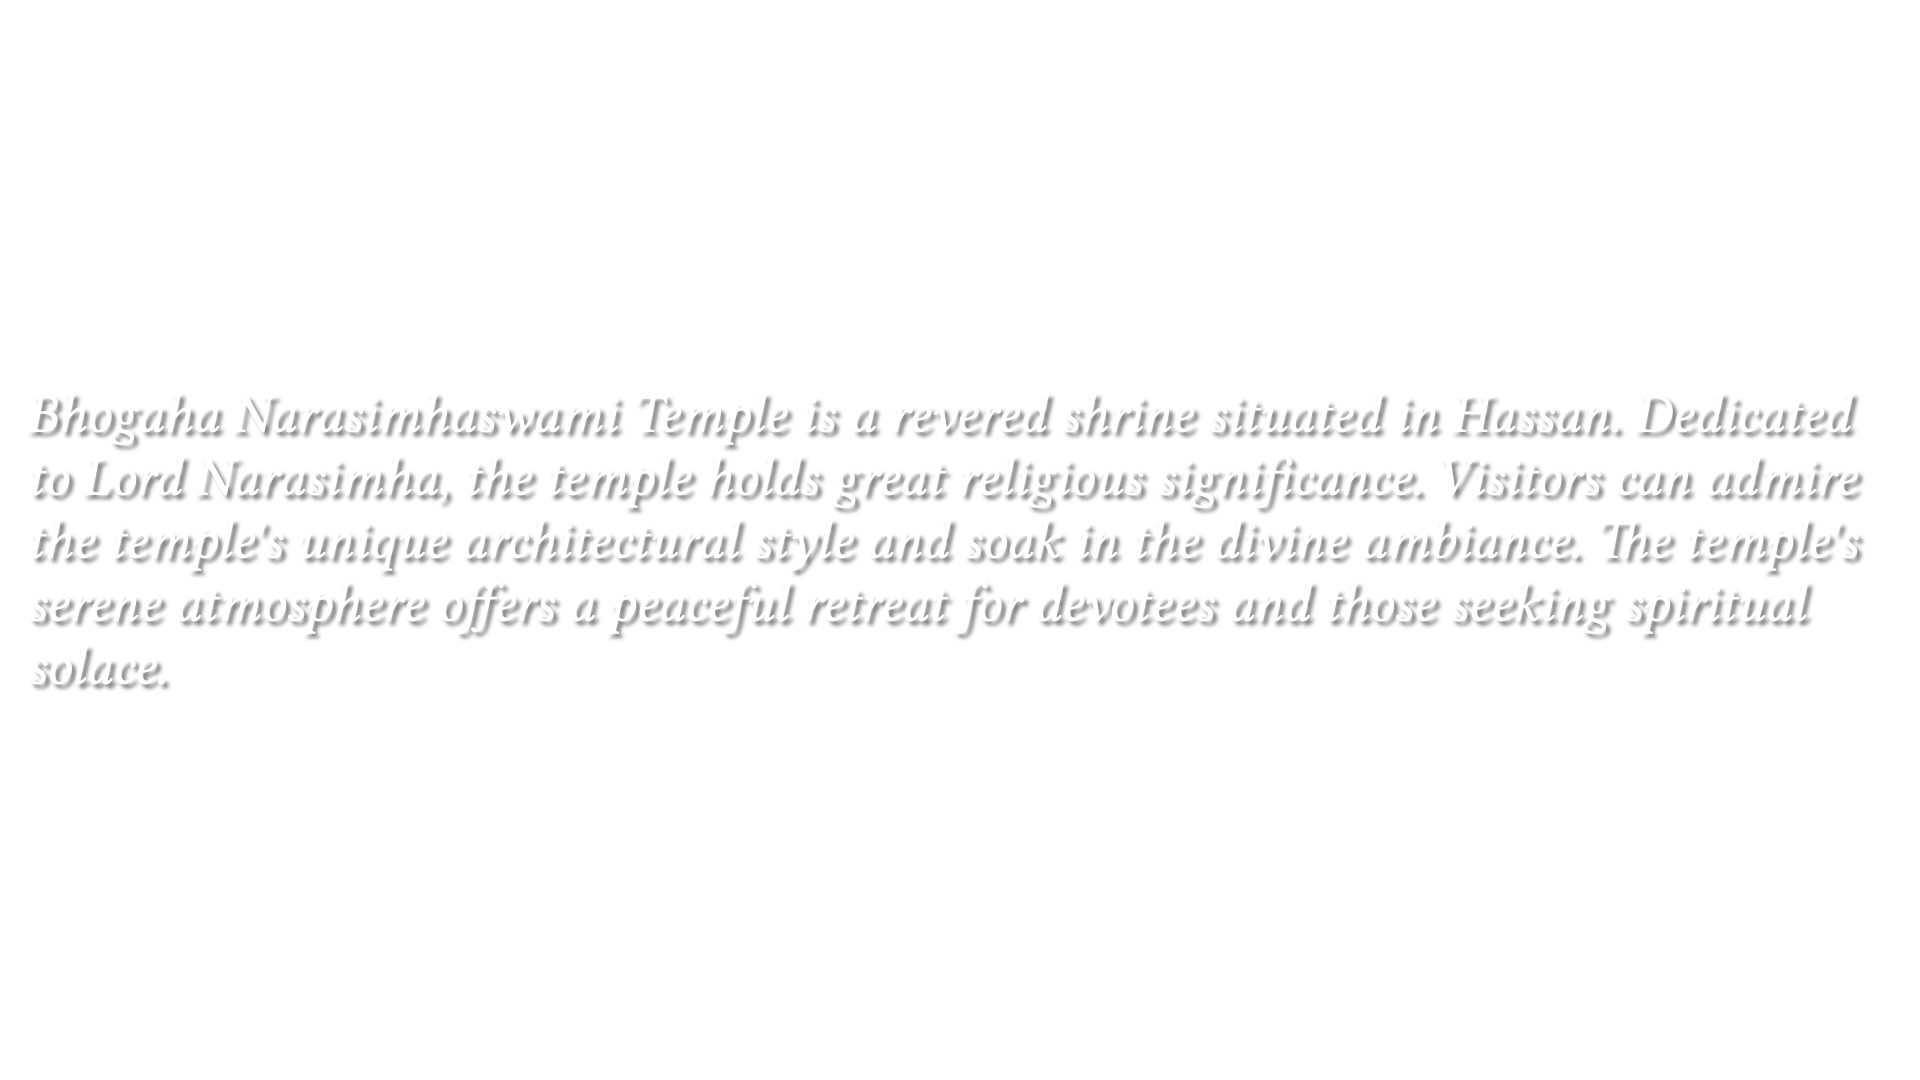 Bhogaha Narasimhaswami Temple is a revered shrine situated in Hassan. Dedicated
to Lord Narasimha, the temple holds great religious significance. Visitors can admire
the temple's unique architectural style and soak in the divine ambiance. The temple's
serene atmosphere offers a peaceful retreat for devotees and those seeking spiritual
solace.